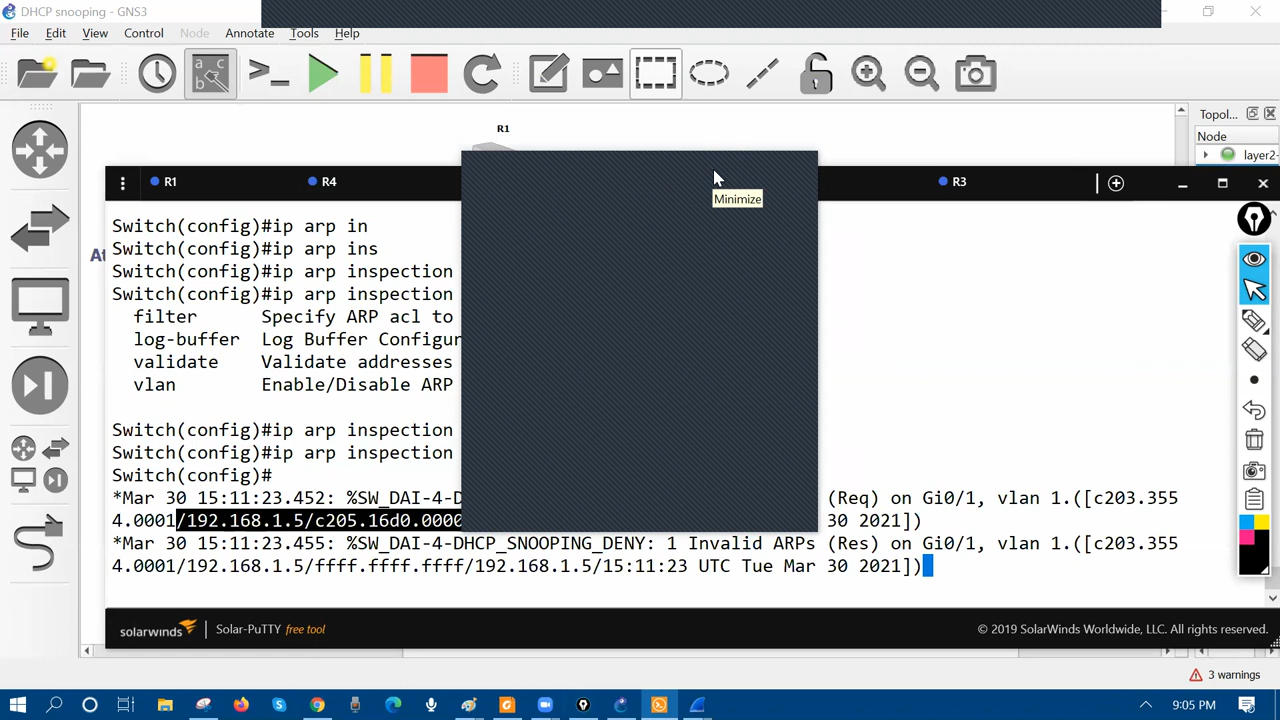 DHCP snooping - GNS3
File Edit View Control Node Annotate Tools Help
R1
Topol...
Node
layer2-
R1 R4 R3
Minimize
Switch(config)#ip arp in
Switch(config)#ip arp ins
Switch(config)#ip arp inspection
Switch(config)#ip arp inspection
filter Specify ARP acl to
log-buffer Log Buffer Configur
validate Validate addresses
vlan Enable/Disable ARP
Switch(config)#ip arp inspection
Switch(config)#ip arp inspection
Switch(config)#
*Mar 30 15:11:23.452: %SW_DAI-4-D (Req) on Gi0/1, vlan 1.([c203.355
4.0001/192.168.1.5/c205.16d0.0000 30 2021])
*Mar 30 15:11:23.455: %SW_DAI-4-DHCP_SNOOPING_DENY: 1 Invalid ARPs (Res) on Gi0/1, vlan 1.([c203.355
4.0001/192.168.1.5/ffff.ffff.ffff/192.168.1.5/15:11:23 UTC Tue Mar 30 2021])
solarwinds Solar-PuTTY free tool © 2019 SolarWinds Worldwide, LLC. All rights reserved.
3 warnings
9:05 PM